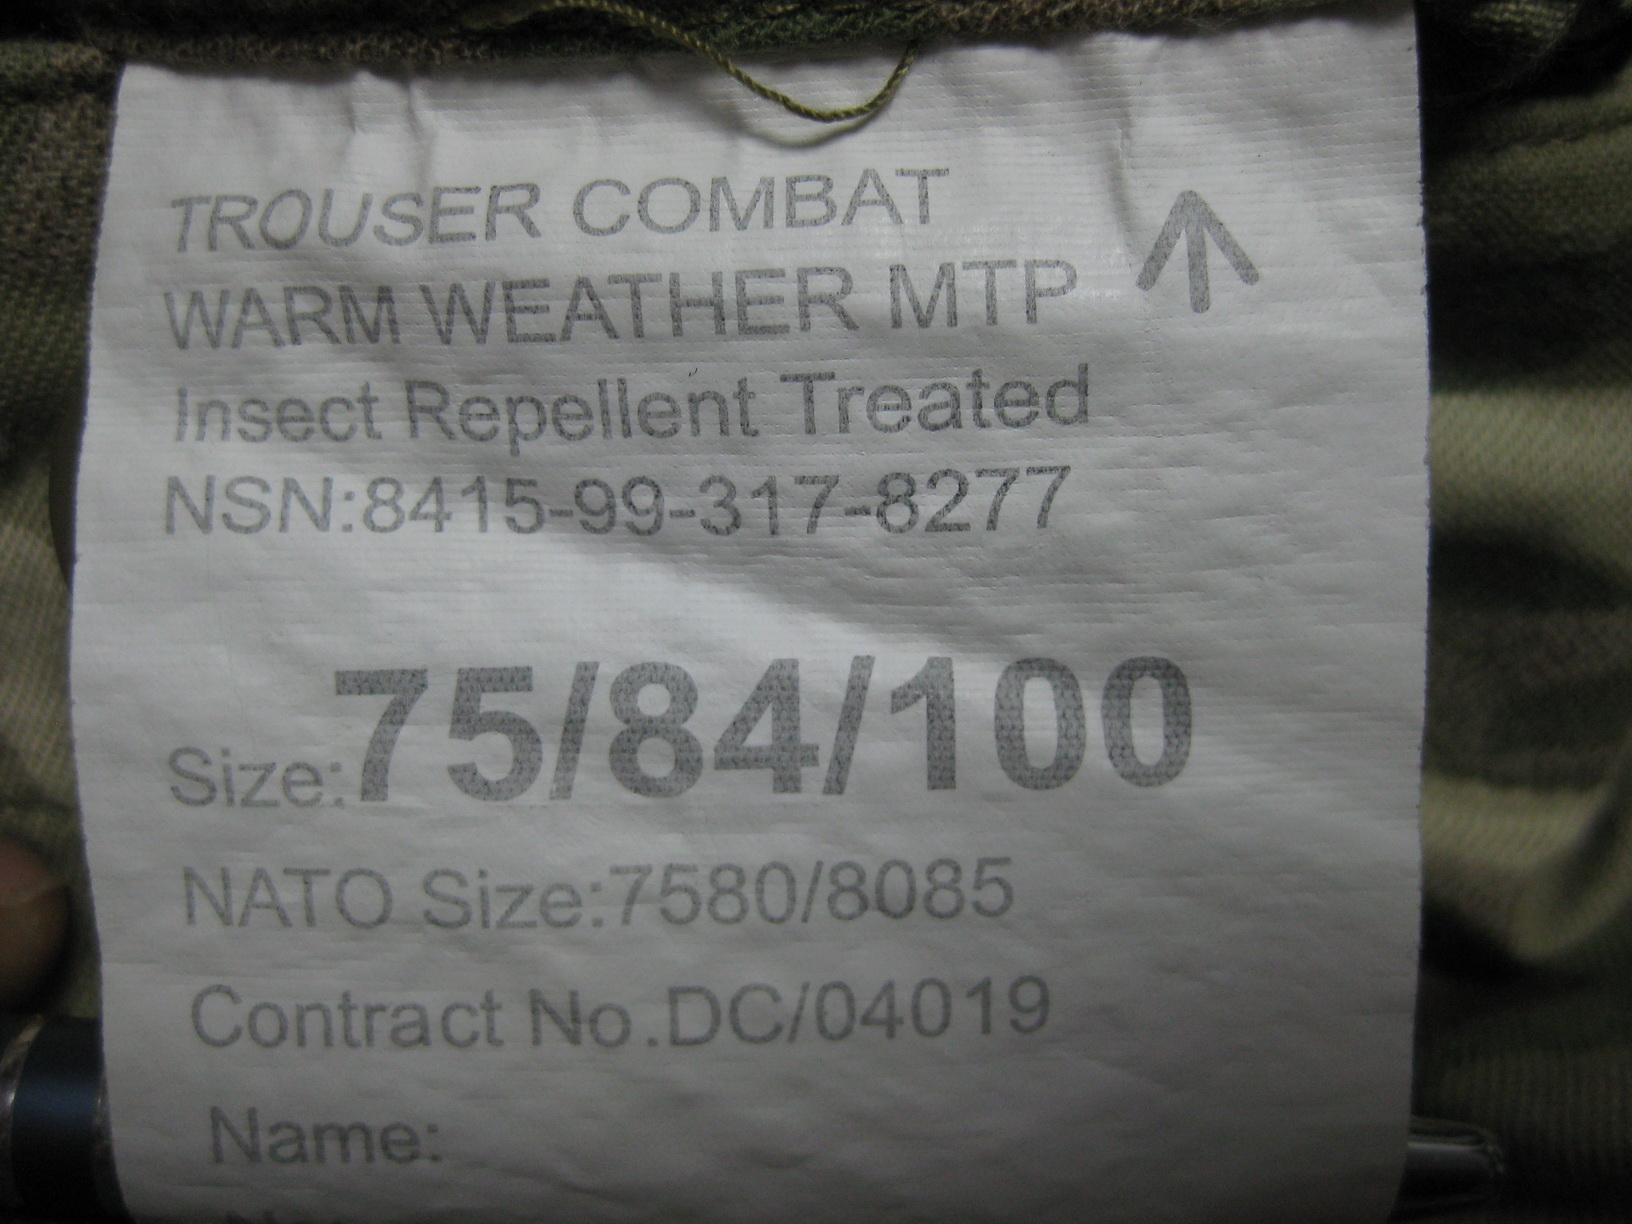 TROUSER COMBAT
WARM WEATHER MTP
Insect Repellent Treated
NSN:8415-99-317-8277
Size:75/84/100
NATO Size:7580/8085
Contract No.DC/04019
Name: